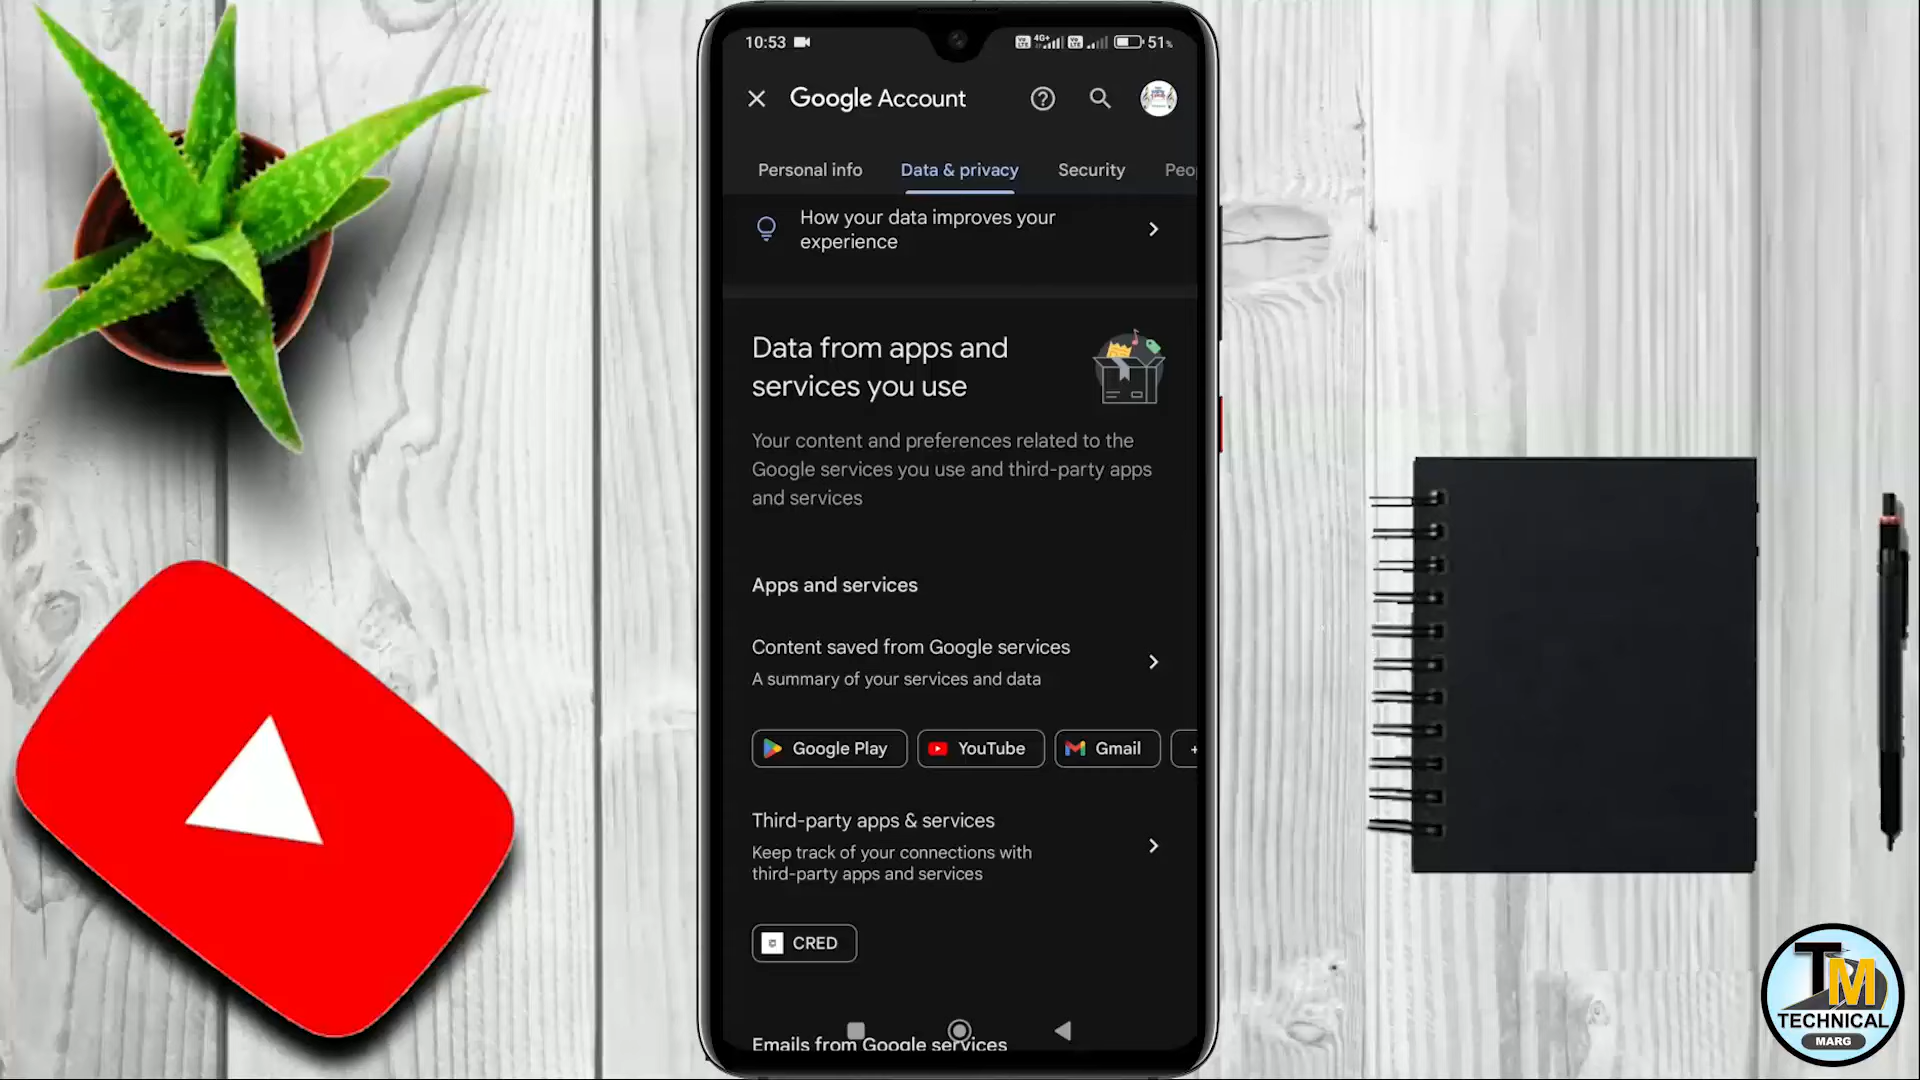 10:53
4G+
51%
Google Account
Personal info
Data & privacy
Security
Peo
How your data improves your
experience
Data from apps and
services you use
Your content and preferences related to the
Google services you use and third-party apps
and services
Apps and services
Content saved from Google services
A summary of your services and data
Google Play
YouTube
Gmail
+
Third-party apps & services
Keep track of your connections with
third-party apps and services
CRED
Emails from Google services
TM
TECHNICAL
MARG